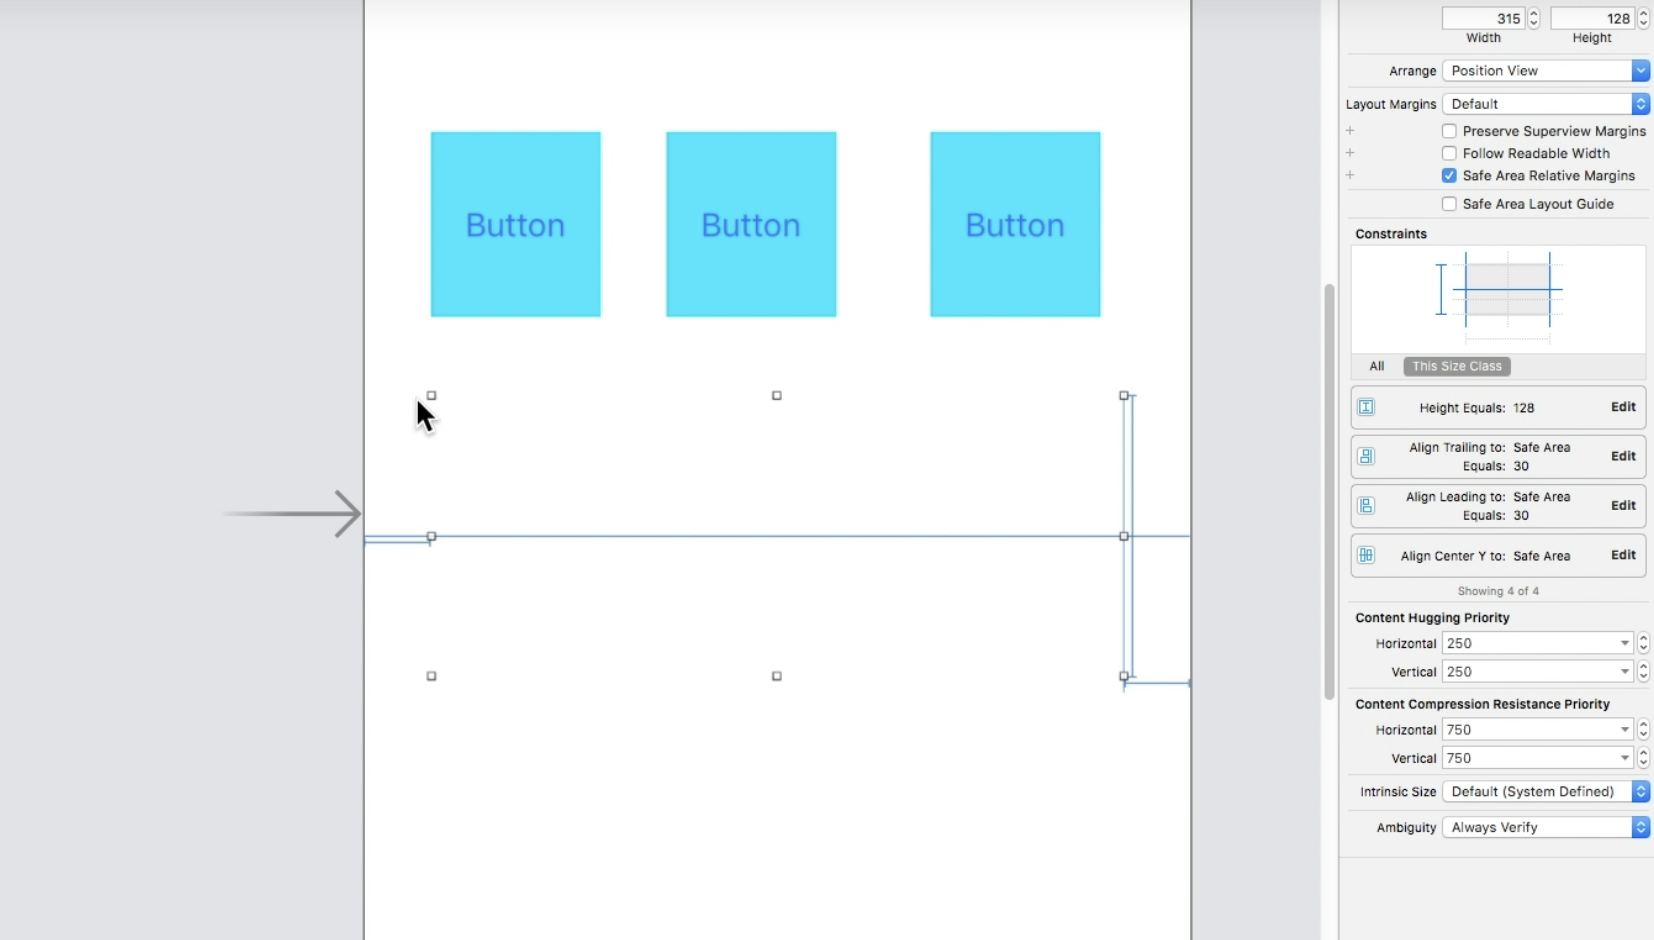 315
128
Width
Height
Arrange
Position View
Layout Margins
Default
Preserve Superview Margins
Follow Readable Width
Safe Area Relative Margins
Safe Area Layout Guide
Button
Button
Button
Constraints
All
This Size Class
Height Equals: 128
Edit
Align Trailing to: Safe Area
Equals: 30
Edit
Align Leading to: Safe Area
Equals: 30
Edit
Align Center Y to: Safe Area
Edit
Showing 4 of 4
Content Hugging Priority
Horizontal
250
Vertical
250
Content Compression Resistance Priority
Horizontal
750
Vertical
750
Intrinsic Size
Default (System Defined)
Ambiguity
Always Verify